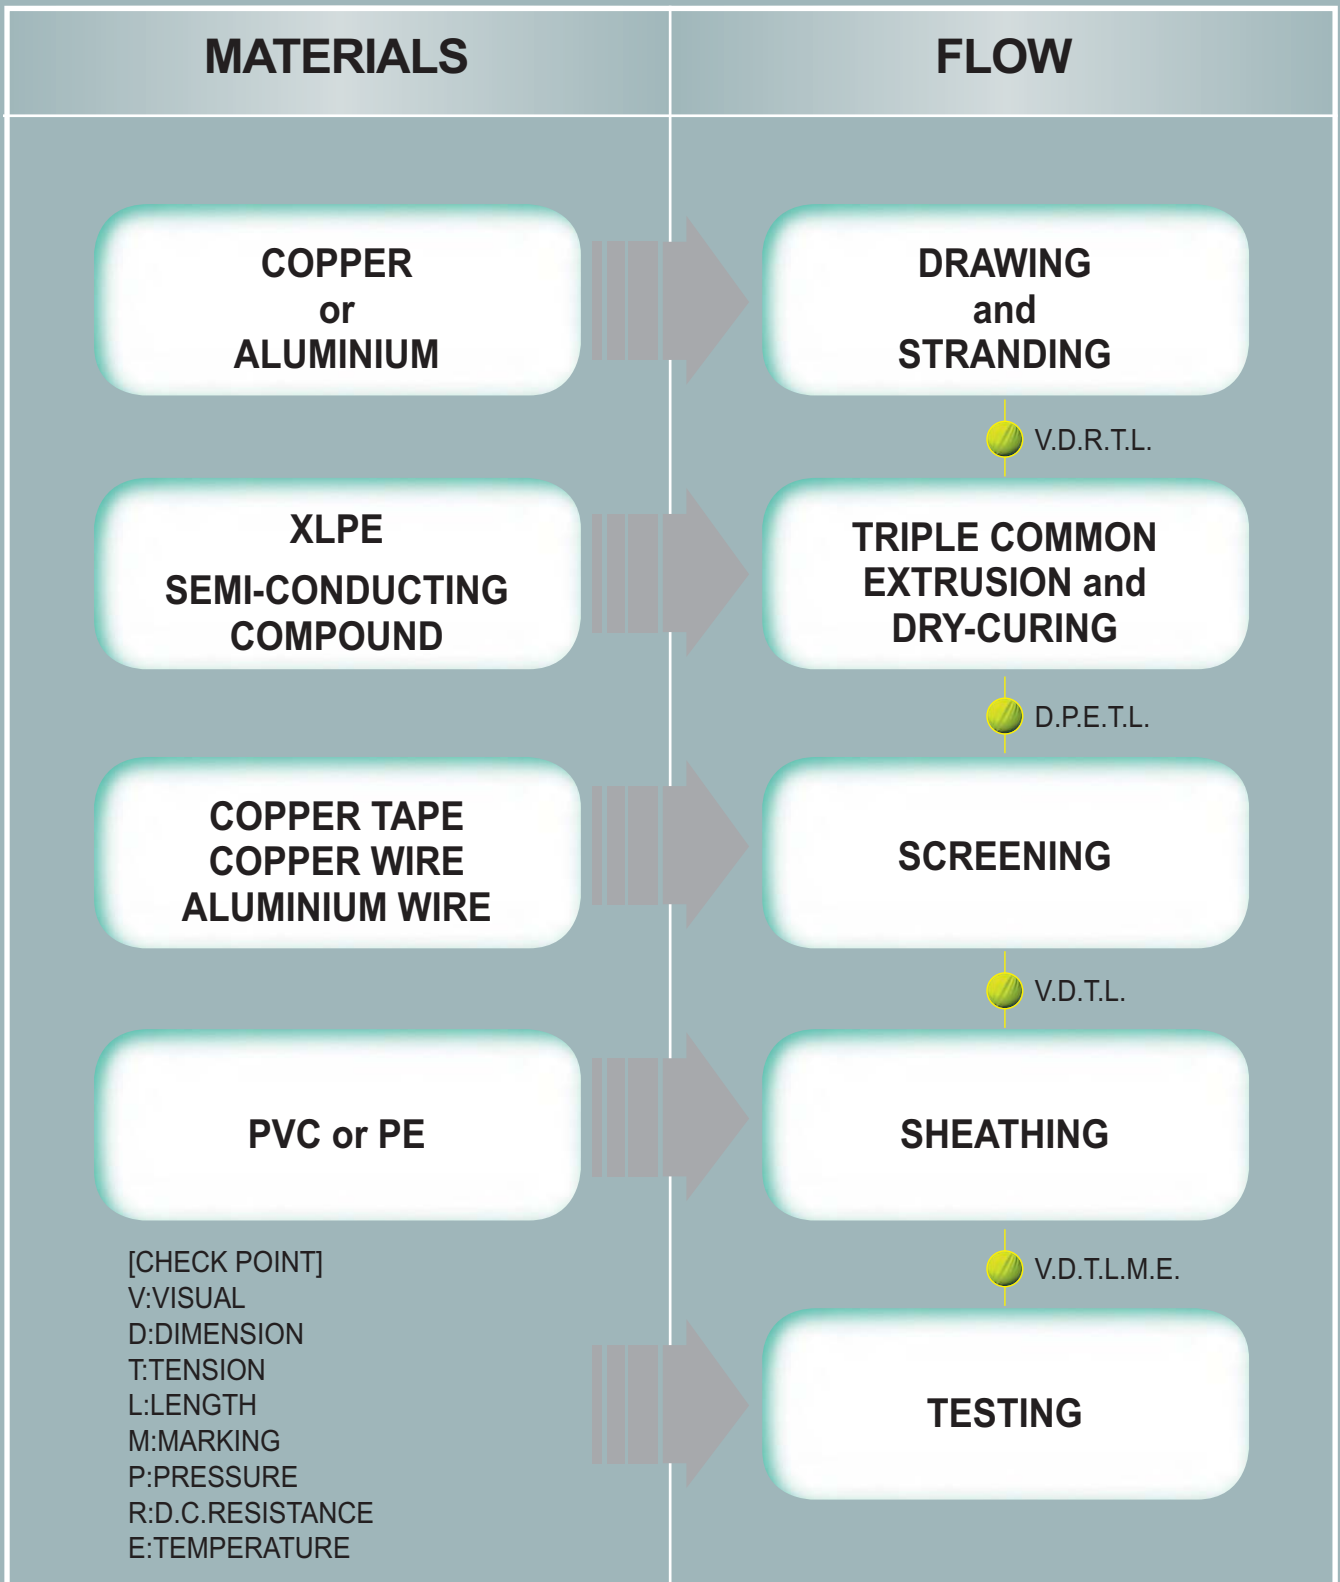 MATERIALS
FLOW
COPPER
or
ALUMINIUM
DRAWING
and
STRANDING
V.D.R.T.L.
XLPE
SEMI-CONDUCTING
COMPOUND
TRIPLE COMMON
EXTRUSION and
DRY-CURING
D.P.E.T.L.
COPPER TAPE
COPPER WIRE
ALUMINIUM WIRE
SCREENING
V.D.T.L.
PVC or PE
SHEATHING
V.D.T.L.M.E.
[CHECK POINT]
V:VISUAL
D:DIMENSION
T:TENSION
L:LENGTH
M:MARKING
P:PRESSURE
R:D.C.RESISTANCE
E:TEMPERATURE
TESTING